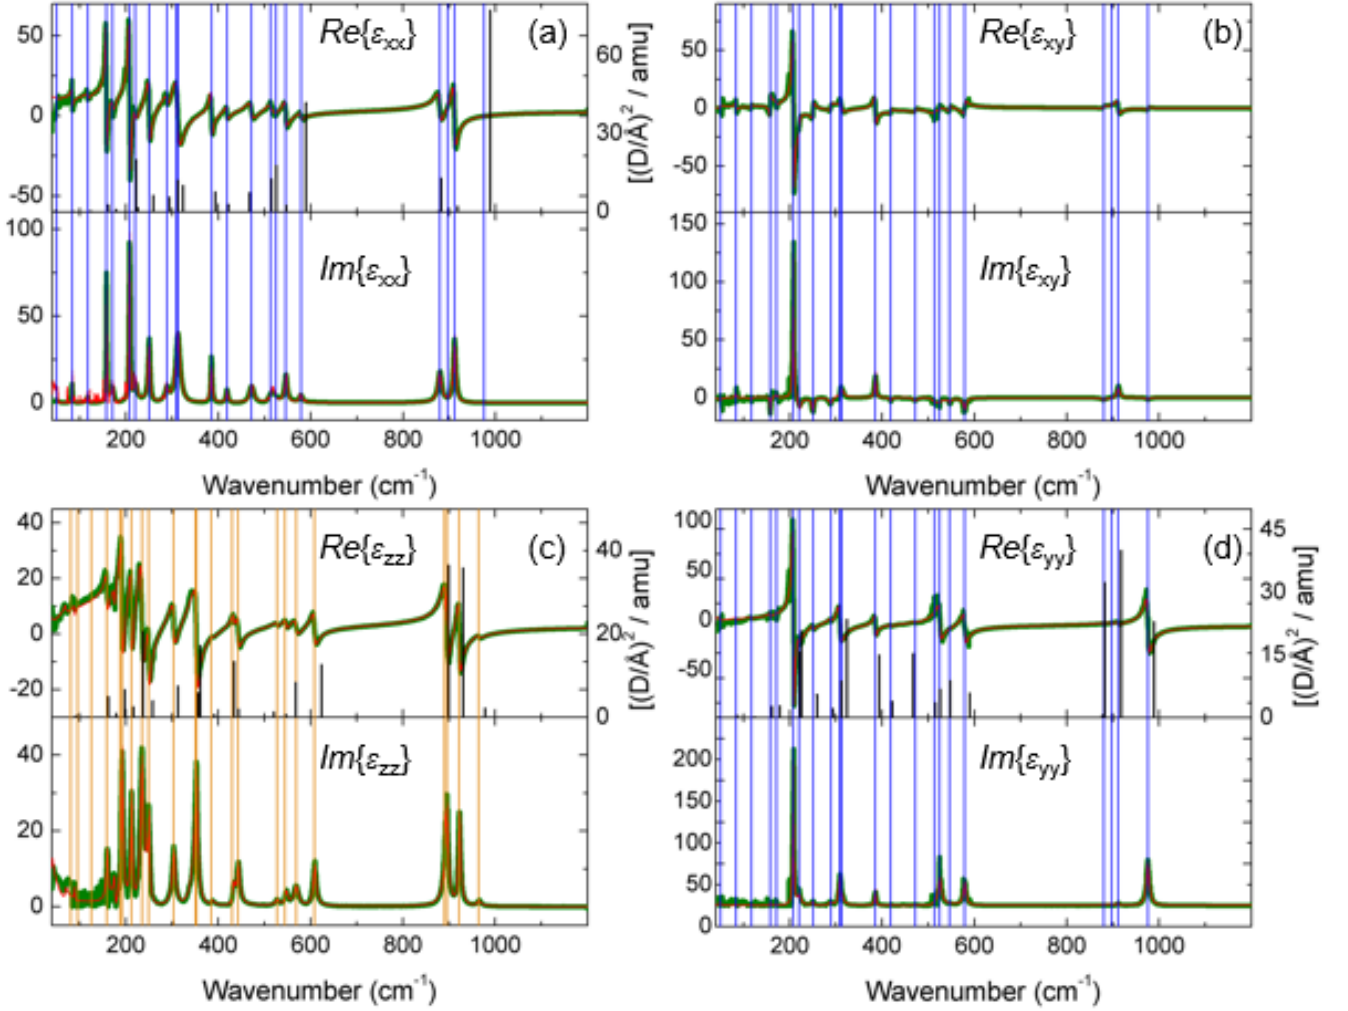 Re{εxx} (a)
50
0
-50
60
30
0
[(D/Å)² / amu]
Im{εxx}
100
50
0
200 400 600 800 1000
Wavenumber (cm⁻¹)
Re{εxy} (b)
50
0
-50
Im{εxy}
150
100
50
0
200 400 600 800 1000
Wavenumber (cm⁻¹)
Re{εzz} (c)
40
20
0
-20
40
20
0
[(D/Å)² / amu]
Im{εzz}
40
20
0
200 400 600 800 1000
Wavenumber (cm⁻¹)
Re{εyy} (d)
100
50
0
-50
45
30
15
0
[(D/Å)² / amu]
Im{εyy}
200
150
100
50
0
200 400 600 800 1000
Wavenumber (cm⁻¹)